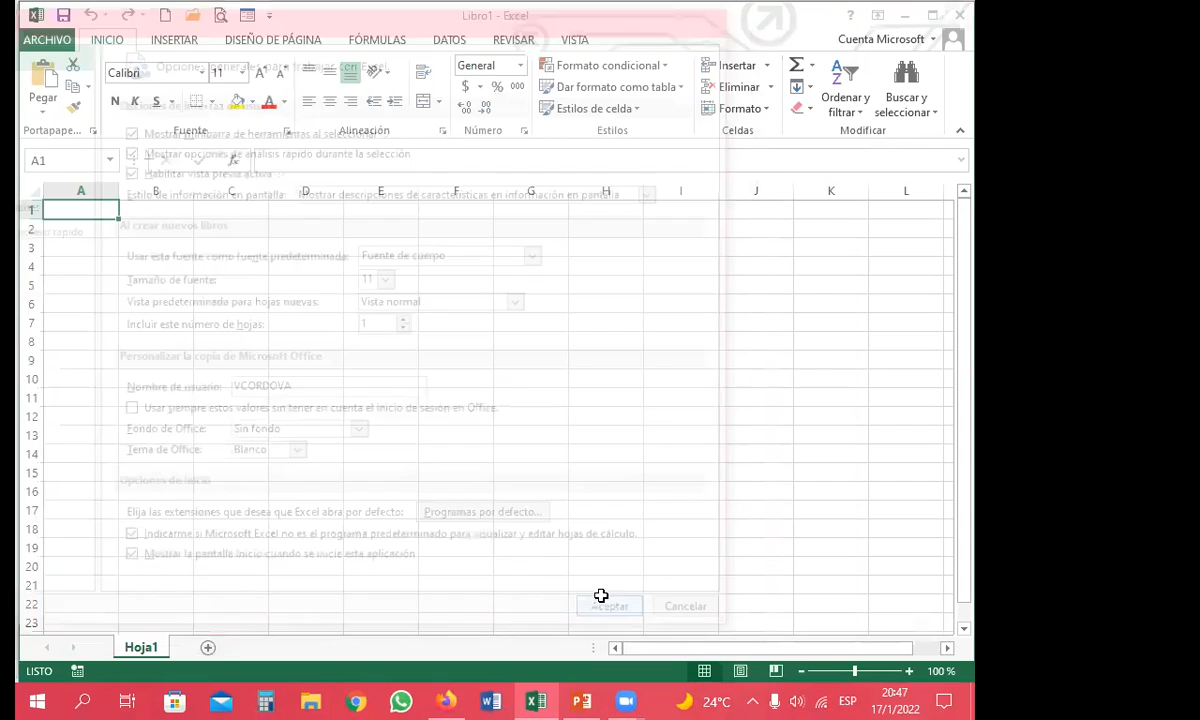 Libro1 - Excel
?
ARCHIVO INICIO INSERTAR DISEÑO DE PÁGINA FÓRMULAS DATOS REVISAR VISTA Cuenta Microsoft
Pegar
Calibri 11
N K S
General
$ % 000
Formato condicional
Dar formato como tabla
Estilos de celda
Insertar
Eliminar
Formato
Ordenar y filtrar
Buscar y seleccionar
Portapape... Fuente Alineación Número Estilos Celdas Modificar
A1 fx
A B C D E F G H I J K L
1
2
3
4
5
6
7
8
9
10
11
12
13
14
15
16
17
18
19
20
21
22
23
Opciones generales para trabajar con Excel.
Mostrar opciones de análisis rápido durante la selección
Habilitar vista previa activa
Estilo de información en pantalla: Mostrar descripciones de características en información en pantalla
Al crear nuevos libros
Usar esta fuente como fuente predeterminada: Fuente de cuerpo
Tamaño de fuente: 11
Vista predeterminada para hojas nuevas: Vista normal
Incluir este número de hojas: 1
Personalizar la copia de Microsoft Office
Nombre de usuario: VCORDOVA
Usar siempre estos valores sin tener en cuenta el inicio de sesión en Office.
Fondo de Office: Sin fondo
Tema de Office: Blanco
Opciones de inicio
Elija las extensiones que desea que Excel abra por defecto: Programas por defecto...
Indicarme si Microsoft Excel no es el programa predeterminado para visualizar y editar hojas de cálculo.
Mostrar la pantalla Inicio cuando se inicie esta aplicación
Aceptar Cancelar
Hoja1
LISTO 100 %
24°C ESP 20:47
17/1/2022